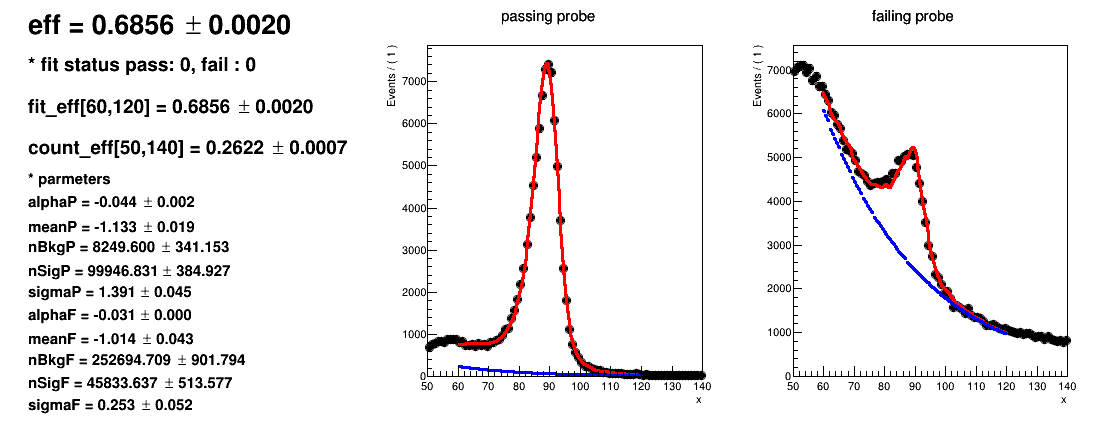 eff = 0.6856 ± 0.0020
* fit status pass: 0, fail : 0
fit_eff[60,120] = 0.6856 ± 0.0020
count_eff[50,140] = 0.2622 ± 0.0007
* parmeters
alphaP = -0.044 ± 0.002
meanP = -1.133 ± 0.019
nBkgP = 8249.600 ± 341.153
nSigP = 99946.831 ± 384.927
sigmaP = 1.391 ± 0.045
alphaF = -0.031 ± 0.000
meanF = -1.014 ± 0.043
nBkgF = 252694.709 ± 901.794
nSigF = 45833.637 ± 513.577
sigmaF = 0.253 ± 0.052
passing probe
Events / ( 1 )
7000
6000
5000
4000
3000
2000
1000
0
50 60 70 80 90 100 110 120 130 140
x
failing probe
Events / ( 1 )
7000
6000
5000
4000
3000
2000
1000
0
50 60 70 80 90 100 110 120 130 140
x